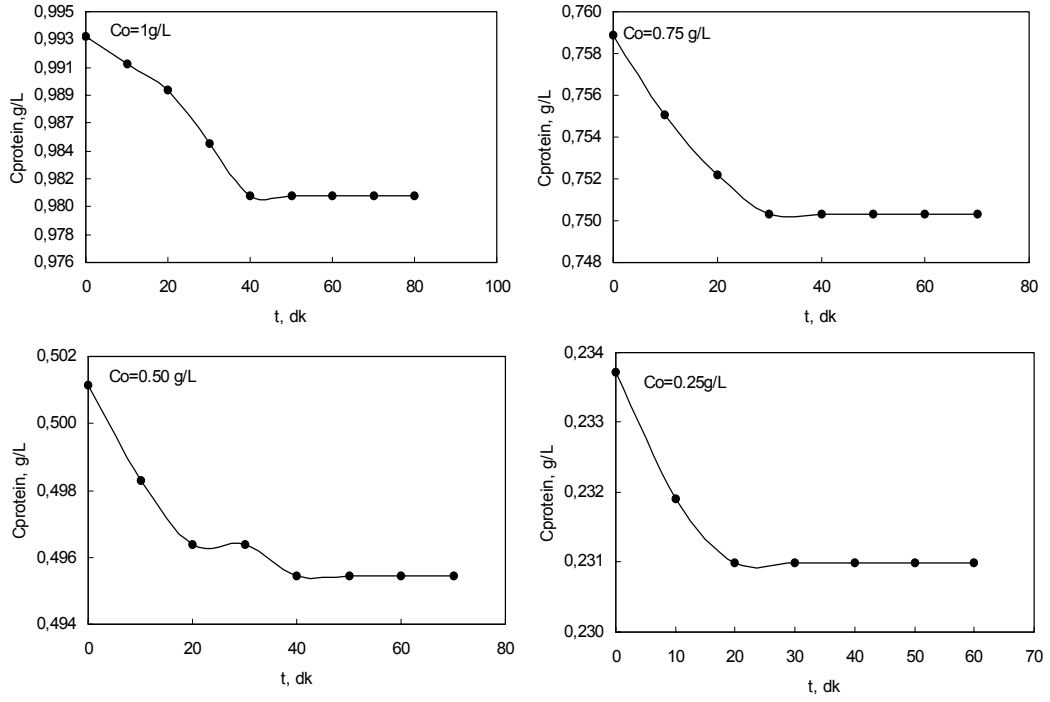 0,995
0,993
0,991
0,989
0,987
0,984
0,982
0,980
0,978
0,976
Cprotein,g/L
Co=1g/L
0 20 40 60 80 100
t, dk
0,760
0,758
0,756
0,754
0,752
0,750
0,748
Cprotein, g/L
Co=0.75 g/L
0 20 40 60 80
t, dk
0,502
0,500
0,498
0,496
0,494
Cprotein, g/L
Co=0.50 g/L
0 20 40 60 80
t, dk
0,234
0,233
0,232
0,231
0,230
Cprotein, g/L
Co=0.25g/L
0 10 20 30 40 50 60 70
t, dk